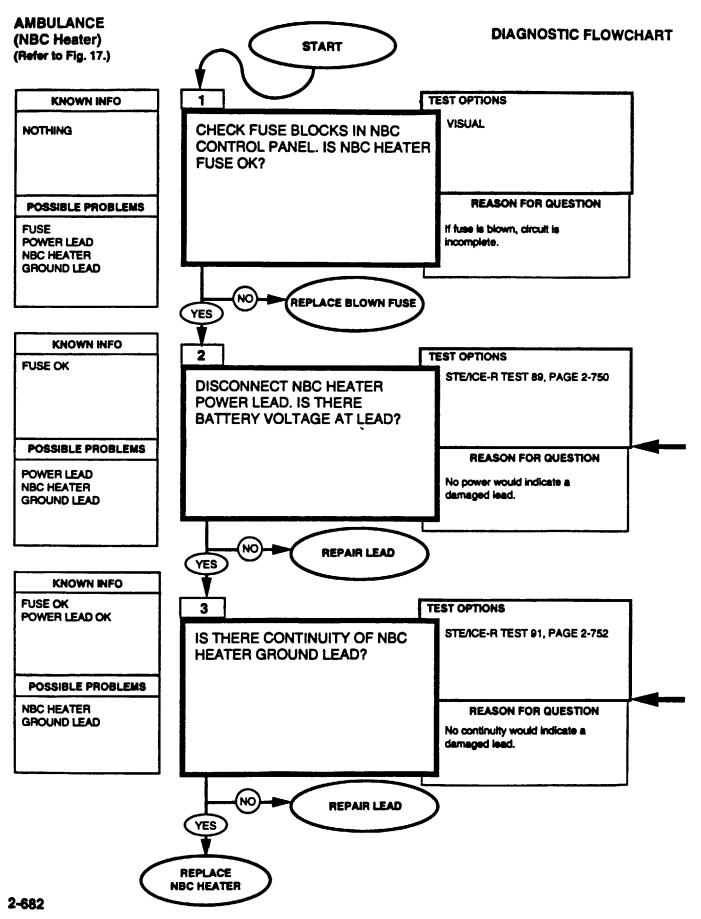 AMBULANCE
(NBC Heater)
(Refer to Fig. 17.)
DIAGNOSTIC FLOWCHART
START
KNOWN INFO
NOTHING
POSSIBLE PROBLEMS
FUSE
POWER LEAD
NBC HEATER
GROUND LEAD
1
CHECK FUSE BLOCKS IN NBC
CONTROL PANEL. IS NBC HEATER
FUSE OK?
TEST OPTIONS
VISUAL
REASON FOR QUESTION
If fuse is blown, circuit is
incomplete.
NO
REPLACE BLOWN FUSE
YES
KNOWN INFO
FUSE OK
POSSIBLE PROBLEMS
POWER LEAD
NBC HEATER
GROUND LEAD
2
DISCONNECT NBC HEATER
POWER LEAD. IS THERE
BATTERY VOLTAGE AT LEAD?
TEST OPTIONS
STE/ICE-R TEST 89, PAGE 2-750
REASON FOR QUESTION
No power would indicate a
damaged lead.
NO
REPAIR LEAD
YES
KNOWN INFO
FUSE OK
POWER LEAD OK
POSSIBLE PROBLEMS
NBC HEATER
GROUND LEAD
3
IS THERE CONTINUITY OF NBC
HEATER GROUND LEAD?
TEST OPTIONS
STE/ICE-R TEST 91, PAGE 2-752
REASON FOR QUESTION
No continuity would indicate a
damaged lead.
NO
REPAIR LEAD
YES
REPLACE
NBC HEATER
2-682